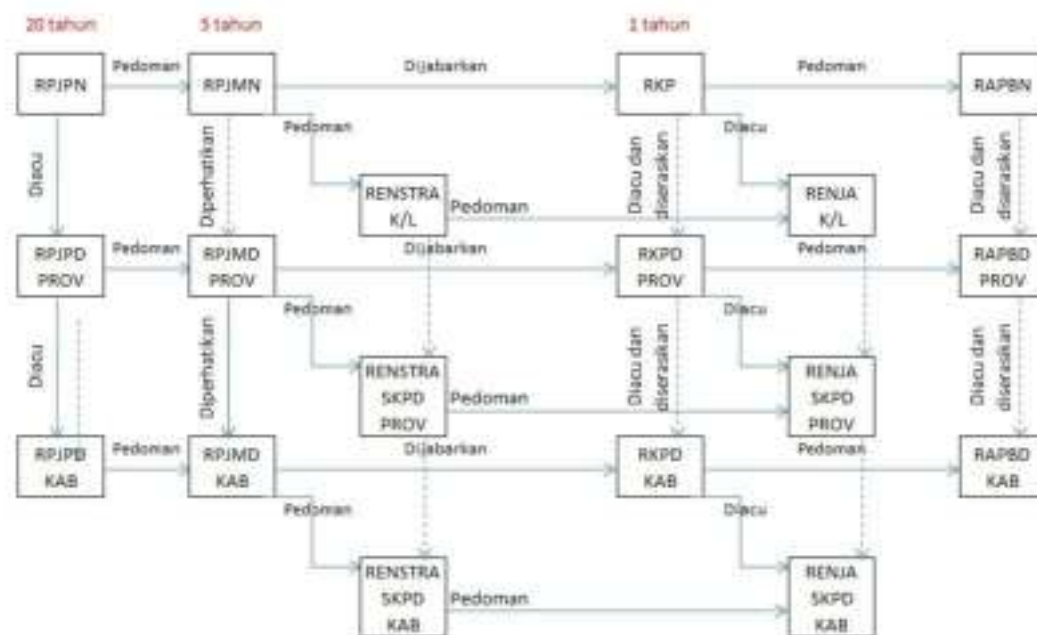 20 tahun
5 tahun
1 tahun
RPJPN
Pedoman
RPJMN
Dijabarkan
RKP
Pedoman
RAPBN
Diacu
Diperhatikan
Pedoman
Diacu dan
diserasikan
Diacu
Diacu dan
diserasikan
RENSTRA
K/L
Pedoman
RENJA
K/L
RPJPD
PROV
Pedoman
RPJMD
PROV
Dijabarkan
RKPD
PROV
Pedoman
RAPBD
PROV
Diacu
Diperhatikan
Pedoman
Diacu dan
diserasikan
Diacu
Diacu dan
diserasikan
RENSTRA
SKPD
PROV
Pedoman
RENJA
SKPD
PROV
RPJPD
KAB
Pedoman
RPJMD
KAB
Dijabarkan
RKPD
KAB
Pedoman
RAPBD
KAB
Pedoman
Diacu
RENSTRA
SKPD
KAB
Pedoman
RENJA
SKPD
KAB